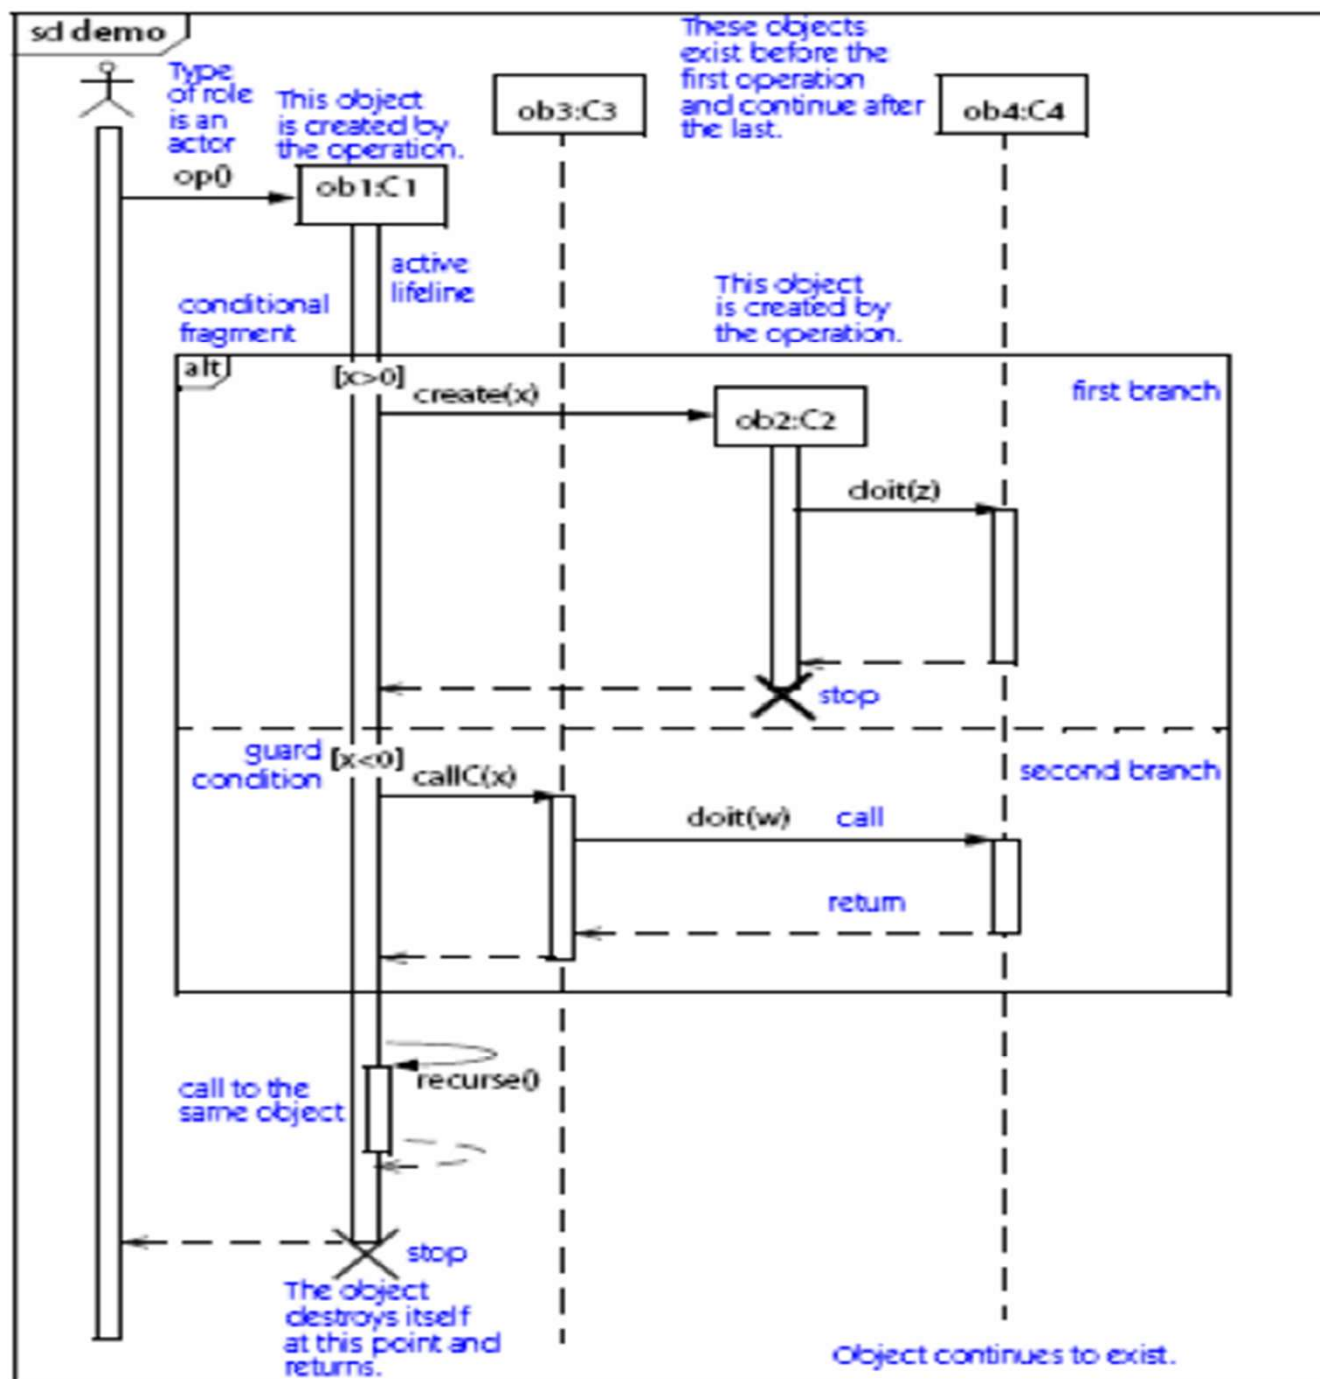 sd demo
Type
of role
is an
actor
This object
is created by
the operation.
ob3:C3
These objects
exist before the
first operation
and continue after
the last.
ob4:C4
op()
ob1:C1
active
lifeline
conditional
fragment
This object
is created by
the operation.
alt
[x>0]
create(x)
ob2:C2
first branch
doit(z)
stop
guard
condition
[x<0]
callC(x)
second branch
doit(w)
call
return
recurse()
call to the
same object
stop
The object
destroys itself
at this point and
returns.
Object continues to exist.